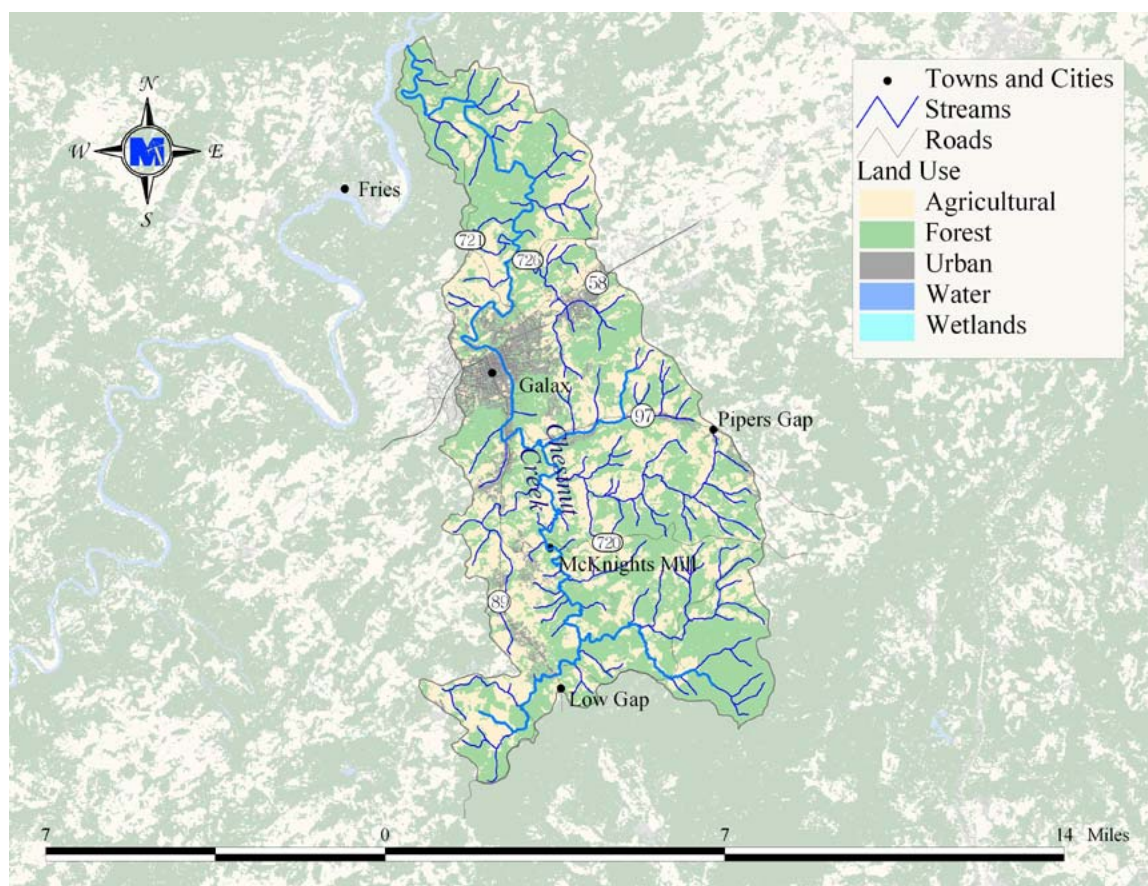 N
W
E
S
M
Towns and Cities
Streams
Roads
Land Use
Agricultural
Forest
Urban
Water
Wetlands
Fries
721
726
58
Galax
97
Pipers Gap
Chestnut
Creek
720
McKnights Mill
89
Low Gap
7 0 7 14 Miles